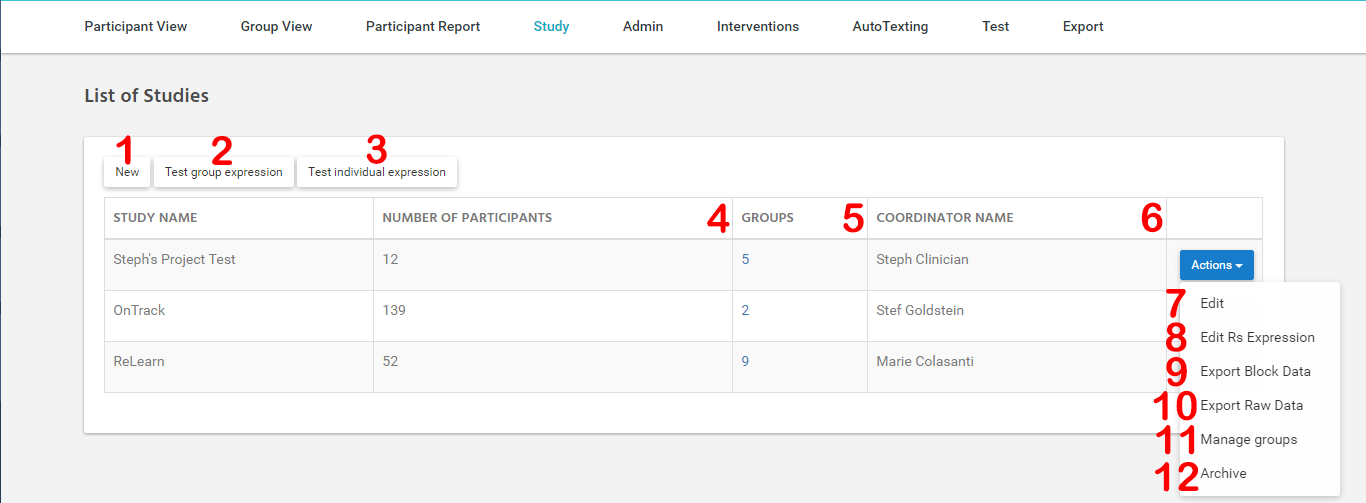 Participant View Group View Participant Report Study Admin Interventions AutoTexting Test Export
List of Studies
1 2 3
New Test group expression Test individual expression
STUDY NAME NUMBER OF PARTICIPANTS 4 GROUPS 5 COORDINATOR NAME 6
Steph's Project Test 12 5 Steph Clinician Actions
OnTrack 139 2 Stef Goldstein
ReLearn 52 9 Marie Colasanti
7 Edit
8 Edit Rs Expression
9 Export Block Data
10 Export Raw Data
11 Manage groups
12 Archive